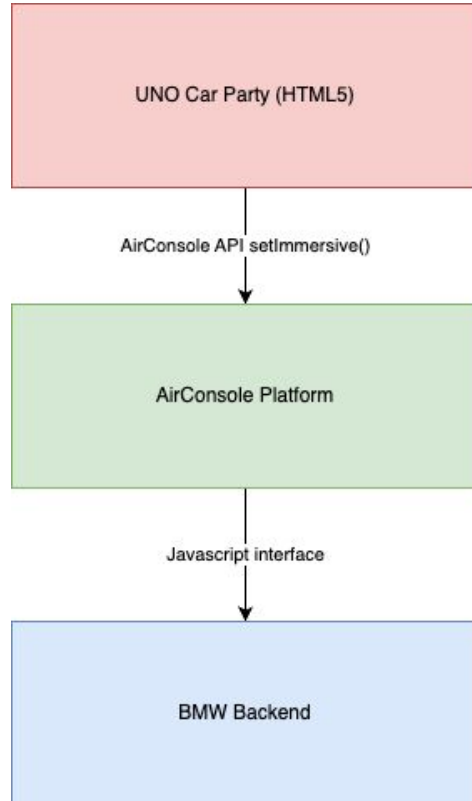 UNO Car Party (HTML5)
AirConsole API setImmersive()
AirConsole Platform
Javascript interface
BMW Backend